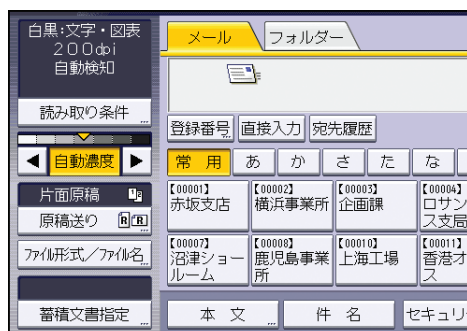 白黒:文字・図表
200dpi
自動検知
読み取り条件
自動濃度
片面原稿
原稿送り
ファイル形式/ファイル名
蓄積文書指定
メール フォルダー
登録番号 直接入力 宛先履歴
常用 あ か さ た な
【00001】 【00002】 【00003】 【00004】
赤坂支店 横浜事業所 企画課 ロサン
ス支局
【00007】 【00008】 【00010】 【00011】
沼津ショー 鹿児島事業 上海工場 香港オ
ルーム 所 ス
本文 件名 セキュリ